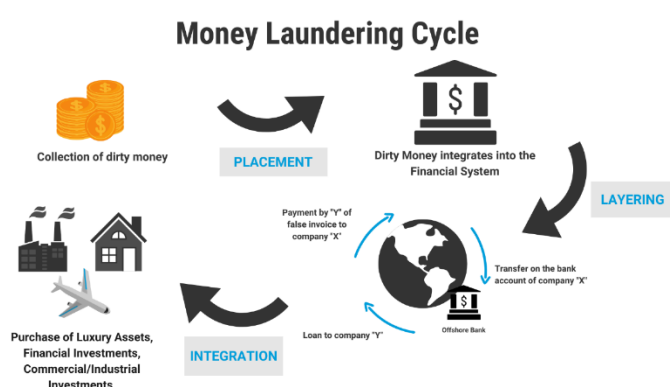 Money Laundering Cycle
$
$
$
$
Collection of dirty money
PLACEMENT
Dirty Money integrates into the
Financial System
LAYERING
Payment by "Y" of
false invoice to
company "X"
Transfer on the bank
account of company "X"
$
Offshore Bank
Loan to company "Y"
INTEGRATION
Purchase of Luxury Assets,
Financial Investments,
Commercial/Industrial
Investments